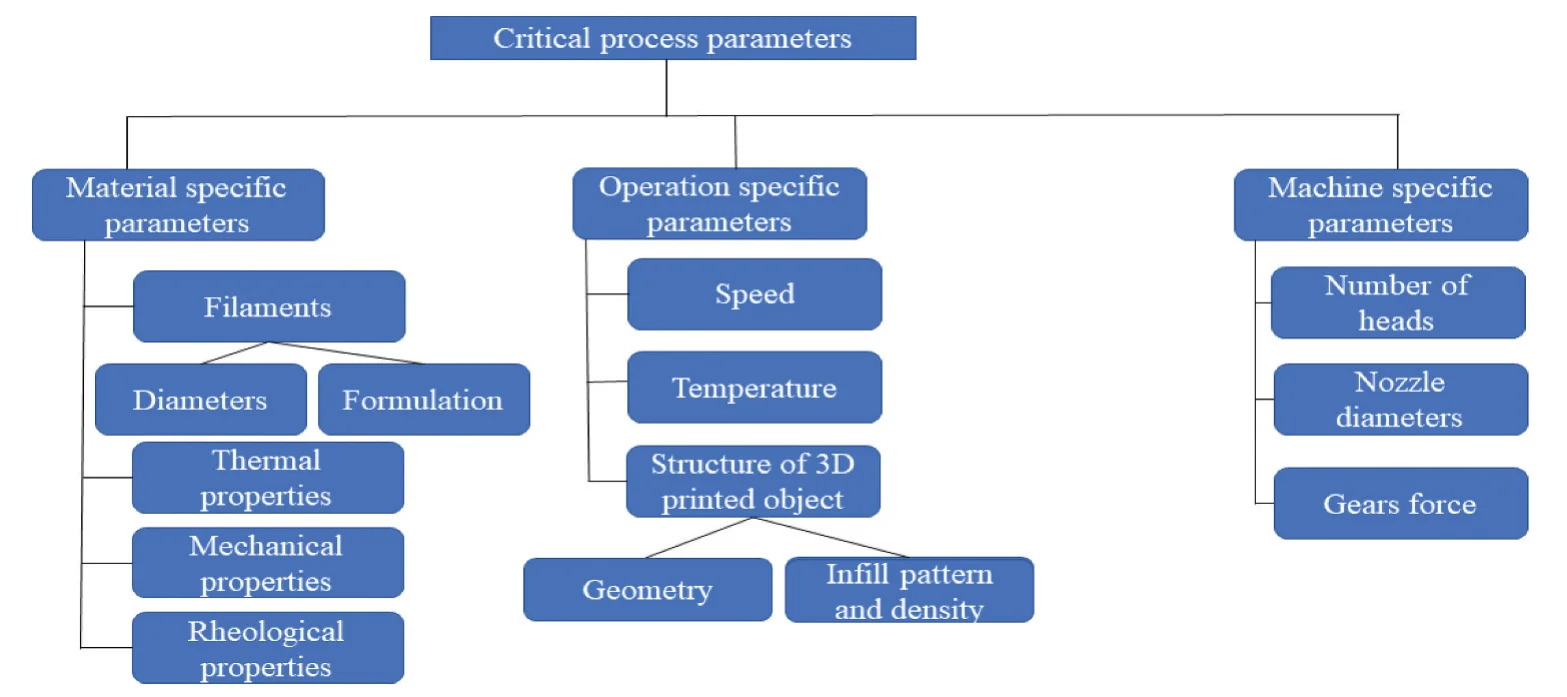 Critical process parameters
Material specific
parameters
Filaments
Diameters
Formulation
Thermal
properties
Mechanical
properties
Rheological
properties
Operation specific
parameters
Speed
Temperature
Structure of 3D
printed object
Geometry
Infill pattern
and density
Machine specific
parameters
Number of
heads
Nozzle
diameters
Gears force